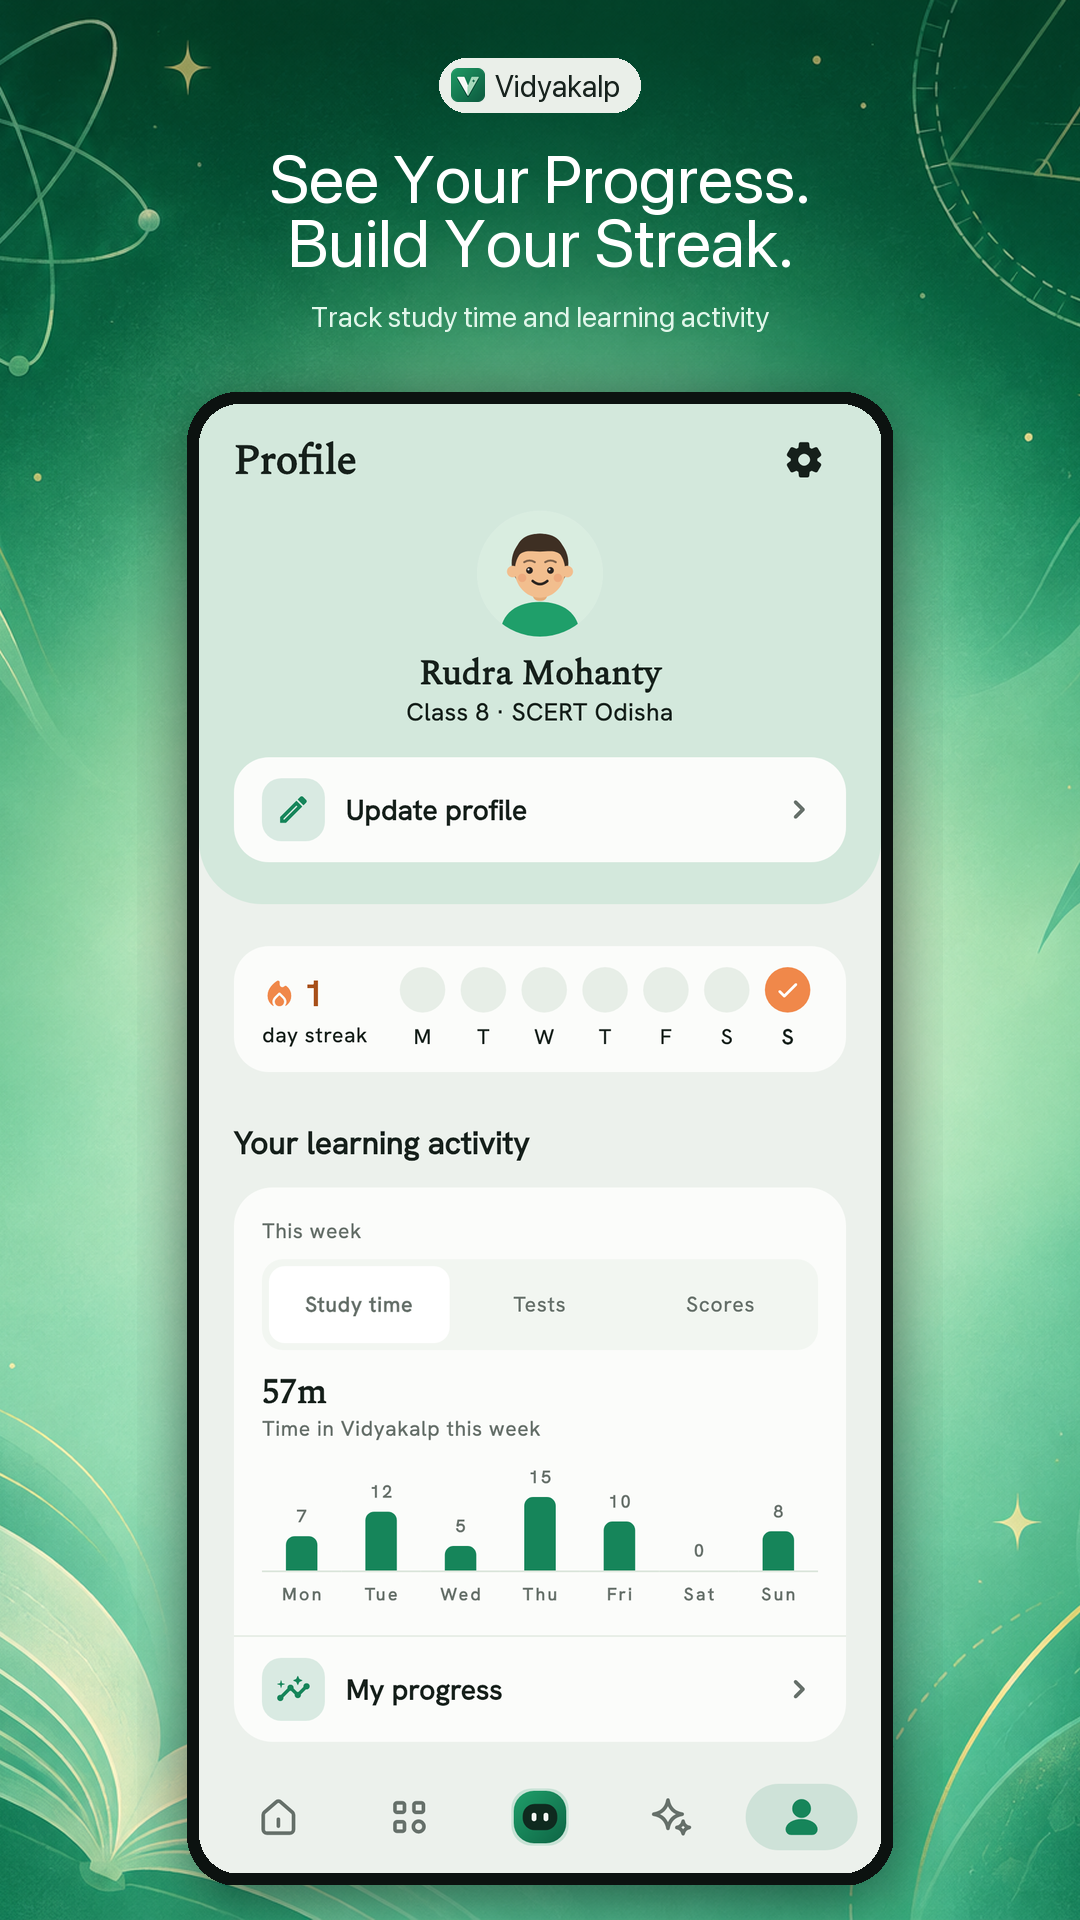 Vidyakalp
See Your Progress.
Build Your Streak.
Track study time and learning activity
Profile
Rudra Mohanty
Class 8 · SCERT Odisha
Update profile
1
day streak
M T W T F S S
Your learning activity
This week
Study time Tests Scores
57m
Time in Vidyakalp this week
7 12 5 15 10 0 8
Mon Tue Wed Thu Fri Sat Sun
My progress